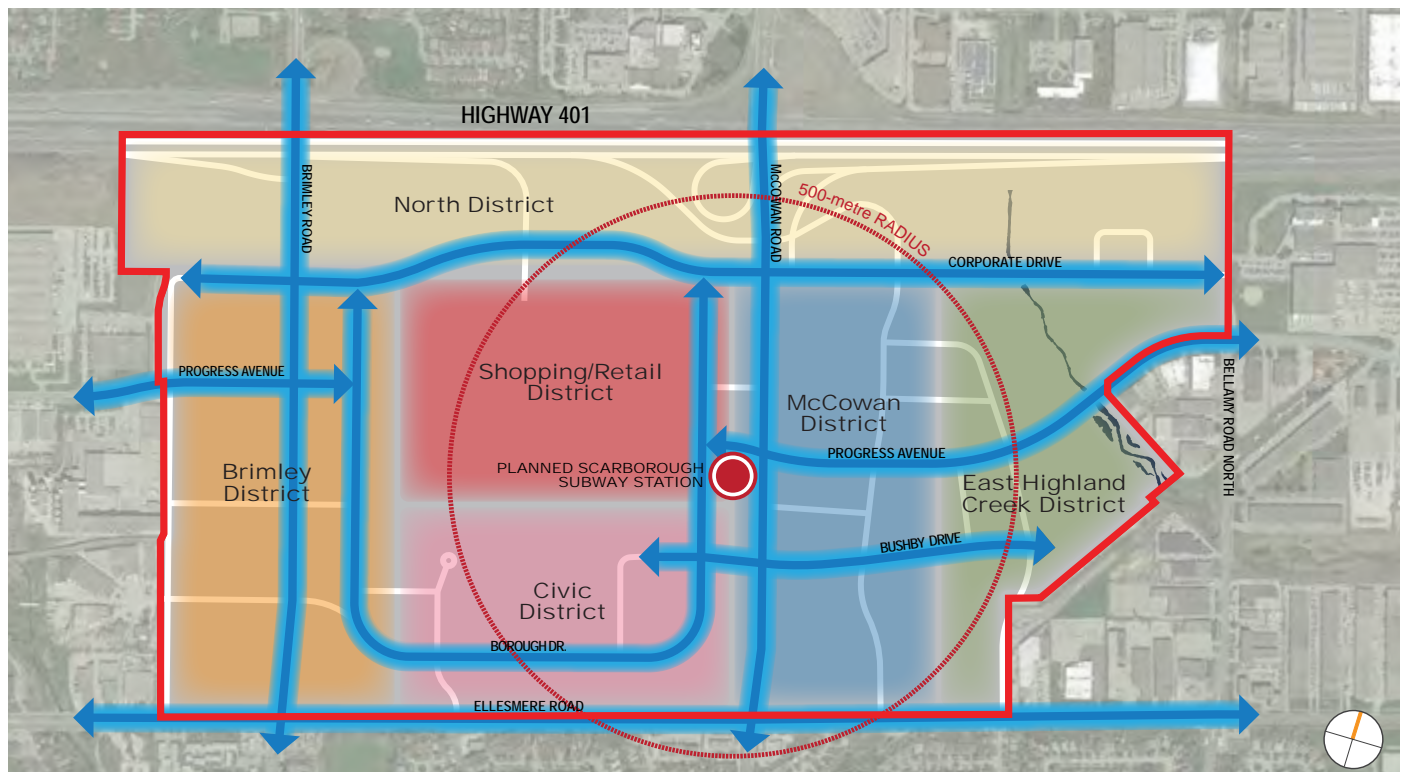 HIGHWAY 401
BRIMLEY ROAD
McCOWAN ROAD
500-metre RADIUS
North District
CORPORATE DRIVE
PROGRESS AVENUE
Shopping/Retail
District
McCowan
District
BELLAMY ROAD NORTH
Brimley
District
PLANNED SCARBOROUGH
SUBWAY STATION
PROGRESS AVENUE
East Highland
Creek District
BUSHBY DRIVE
Civic
District
BOROUGH DR.
ELLESMERE ROAD